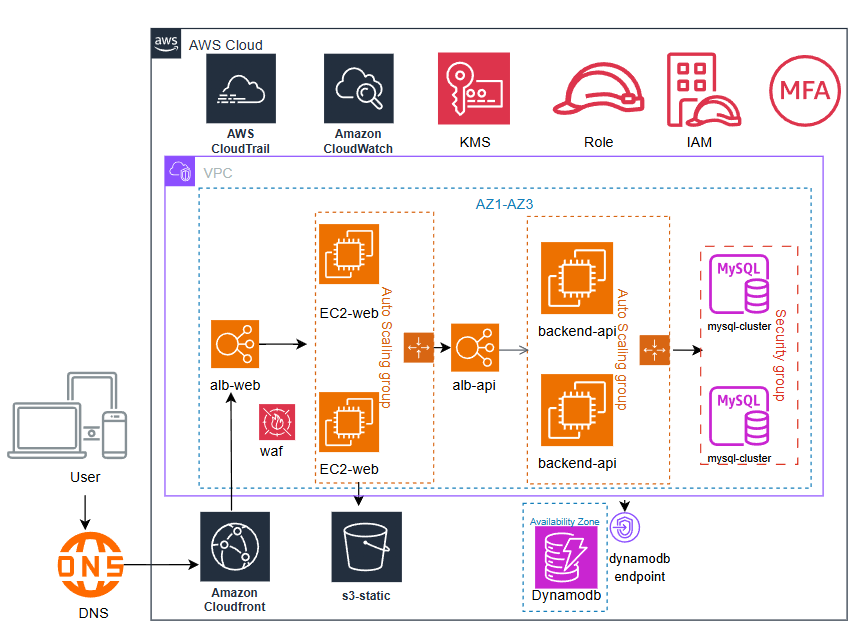 aws
AWS Cloud
AWS
CloudTrail
Amazon
CloudWatch
KMS
Role
IAM
MFA
VPC
AZ1-AZ3
EC2-web
EC2-web
Auto Scaling group
alb-web
waf
alb-api
backend-api
backend-api
Auto Scaling group
MySQL
mysql-cluster
MySQL
mysql-cluster
Security group
User
DNS
DNS
Amazon
Cloudfront
s3-static
Availability Zone
Dynamodb
dynamodb
endpoint